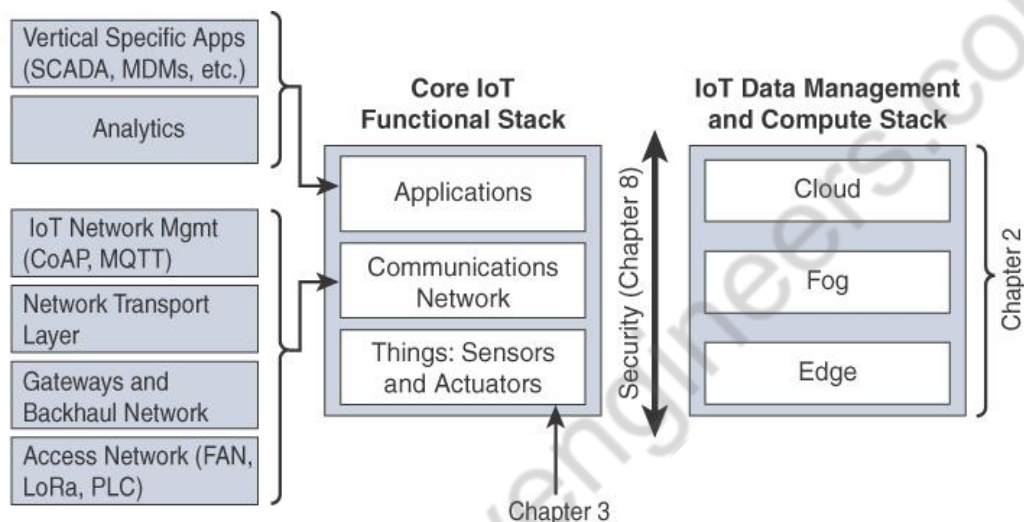 Vertical Specific Apps
(SCADA, MDMs, etc.)
Analytics
IoT Network Mgmt
(CoAP, MQTT)
Network Transport
Layer
Gateways and
Backhaul Network
Access Network (FAN,
LoRa, PLC)
Core IoT
Functional Stack
Applications
Communications
Network
Things: Sensors
and Actuators
Chapter 3
Security (Chapter 8)
IoT Data Management
and Compute Stack
Cloud
Fog
Edge
Chapter 2